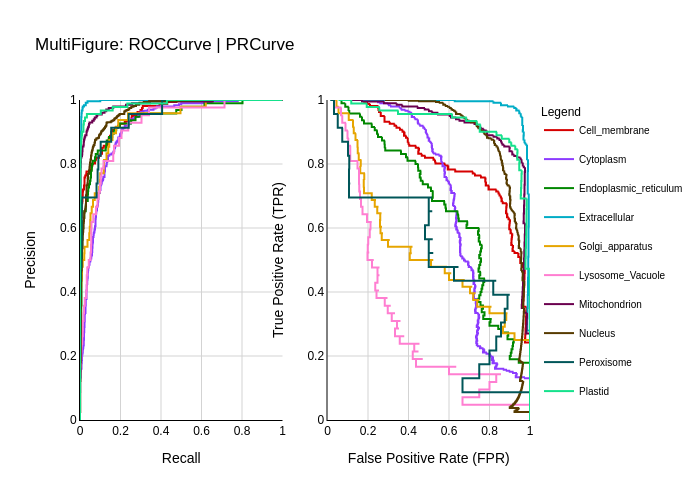 MultiFigure: ROCCurve | PRCurve
Precision
1
0.8
0.6
0.4
0.2
0
0
0.2
0.4
0.6
0.8
1
Recall
True Positive Rate (TPR)
1
0.8
0.6
0.4
0.2
0
0
0.2
0.4
0.6
0.8
1
False Positive Rate (FPR)
Legend
Cell_membrane
Cytoplasm
Endoplasmic_reticulum
Extracellular
Golgi_apparatus
Lysosome_Vacuole
Mitochondrion
Nucleus
Peroxisome
Plastid